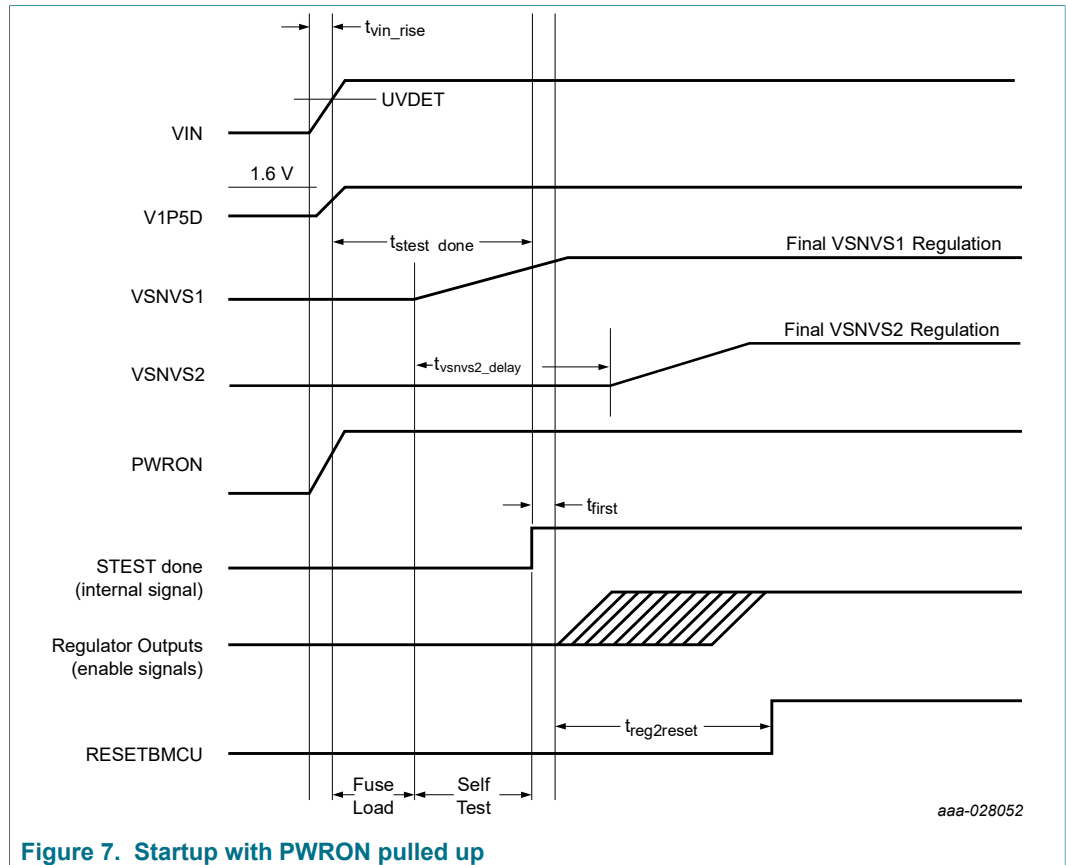 tvin_rise
UVDET
VIN
1.6 V
V1P5D
tstest done
Final VSNVS1 Regulation
VSNVS1
Final VSNVS2 Regulation
tvsnvs2_delay
VSNVS2
PWRON
tfirst
STEST done
(internal signal)
Regulator Outputs
(enable signals)
treg2reset
RESETBMCU
Fuse
Load
Self
Test
aaa-028052
Figure 7. Startup with PWRON pulled up